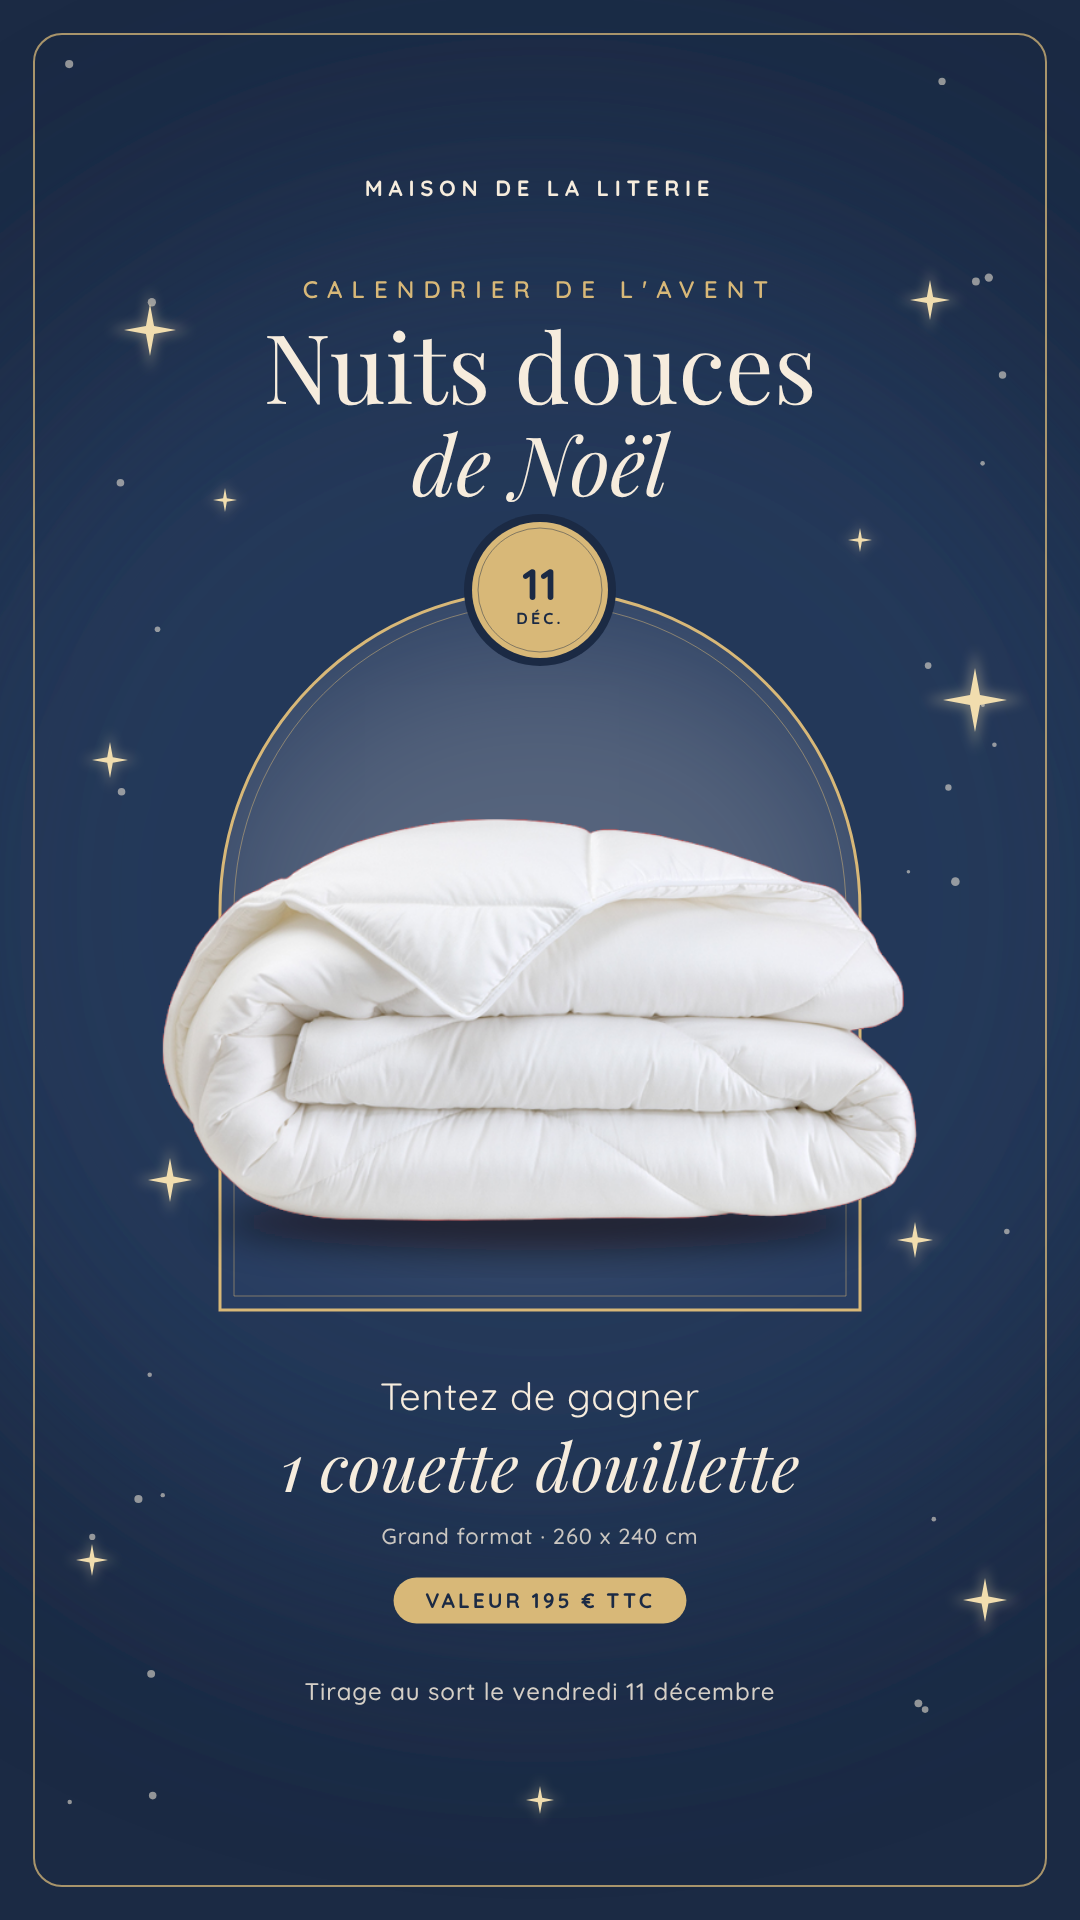 MAISON DE LA LITERIE
CALENDRIER DE L'AVENT
Nuits douces
de Noël
11
DÉC.
Tentez de gagner
1 couette douillette
Grand format · 260 x 240 cm
VALEUR 195 € TTC
Tirage au sort le vendredi 11 décembre